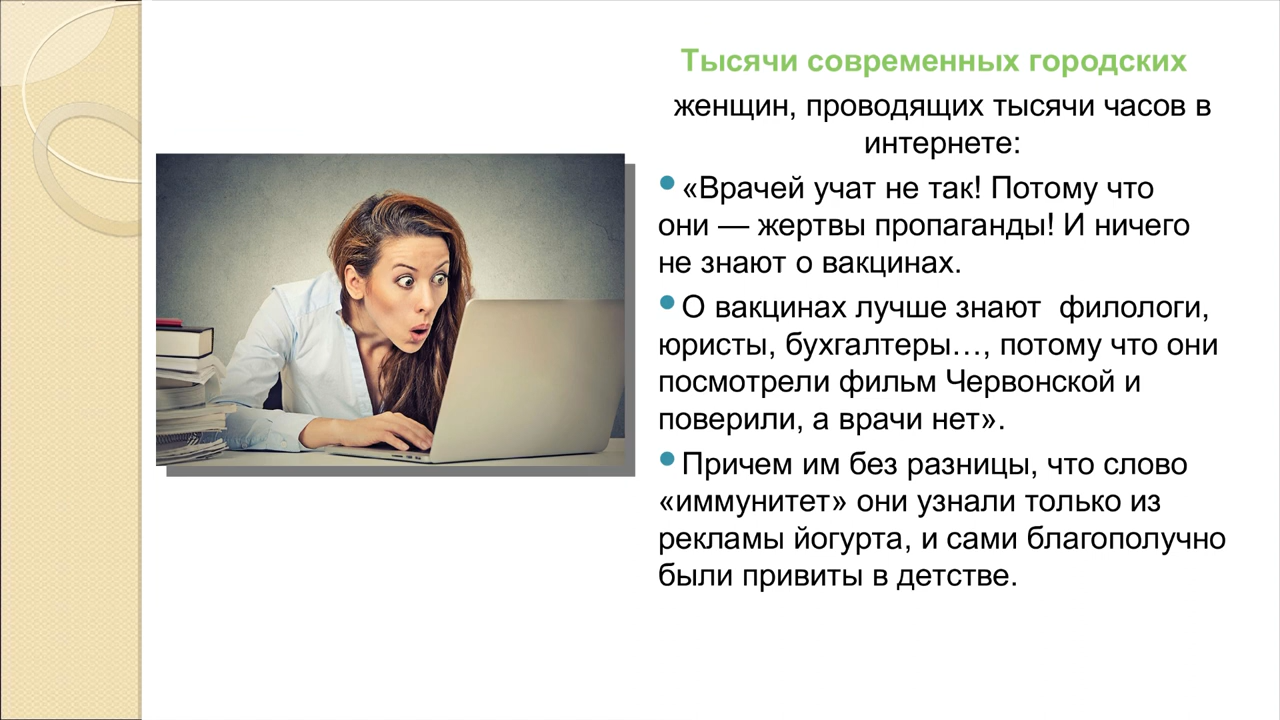 Тысячи современных городских
женщин, проводящих тысячи часов в
интернете:
«Врачей учат не так! Потому что
они — жертвы пропаганды! И ничего
не знают о вакцинах.
О вакцинах лучше знают филологи,
юристы, бухгалтеры…, потому что они
посмотрели фильм Червонской и
поверили, а врачи нет».
Причем им без разницы, что слово
«иммунитет» они узнали только из
рекламы йогурта, и сами благополучно
были привиты в детстве.